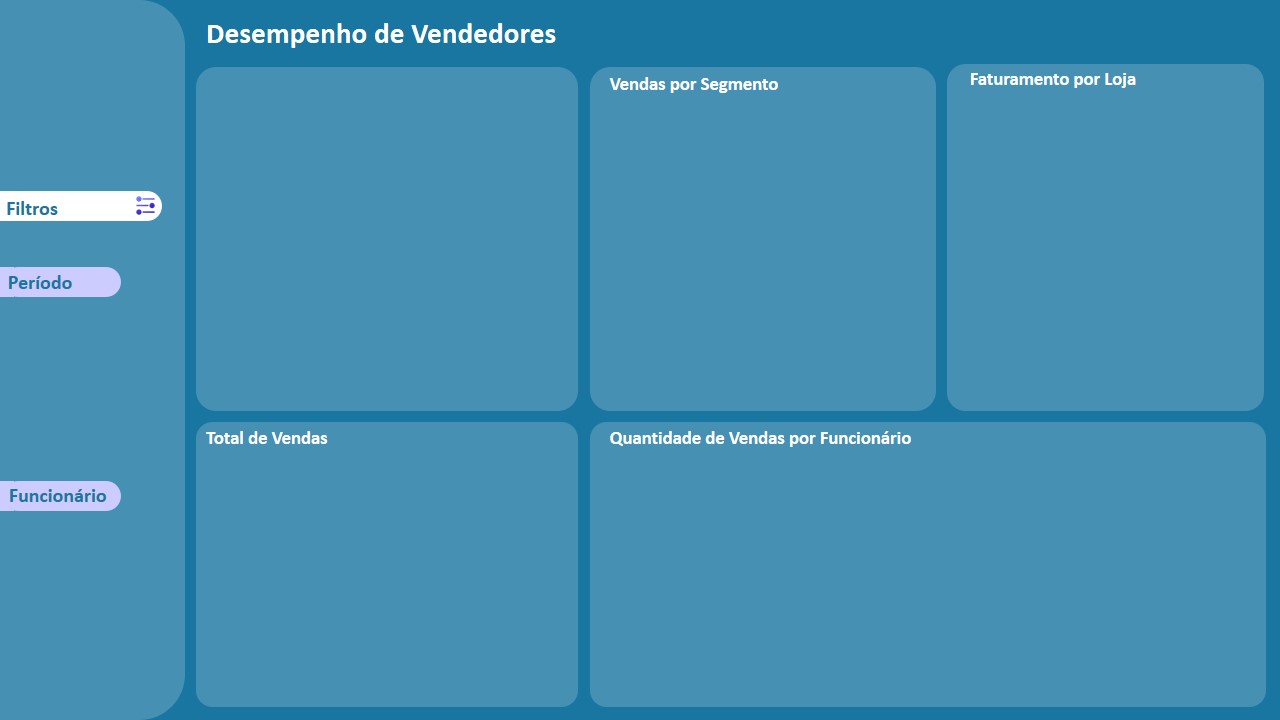 Desempenho de Vendedores
Vendas por Segmento
Faturamento por Loja
Filtros
Período
Total de Vendas
Quantidade de Vendas por Funcionário
Funcionário